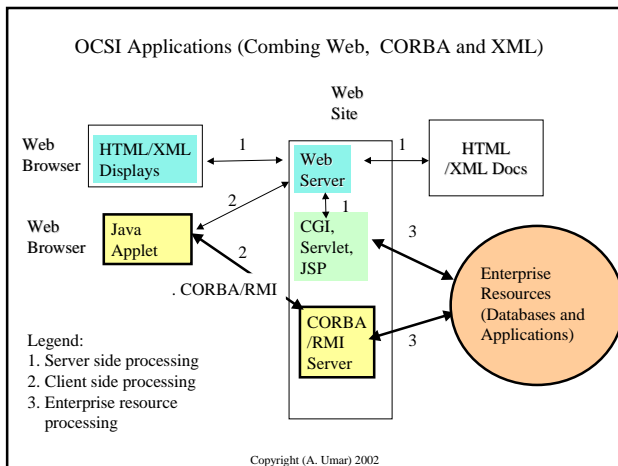 OCSI Applications (Combing Web, CORBA and XML)
Web
Site
Web
Browser
HTML/XML
Displays
1
Web
Server
1
HTML
/XML Docs
2
1
Web
Browser
Java
Applet
CGI,
Servlet,
JSP
3
2
. CORBA/RMI
Enterprise
Resources
(Databases and
Applications)
CORBA
/RMI
Server
3
Legend:
1. Server side processing
2. Client side processing
3. Enterprise resource
processing
Copyright (A. Umar) 2002